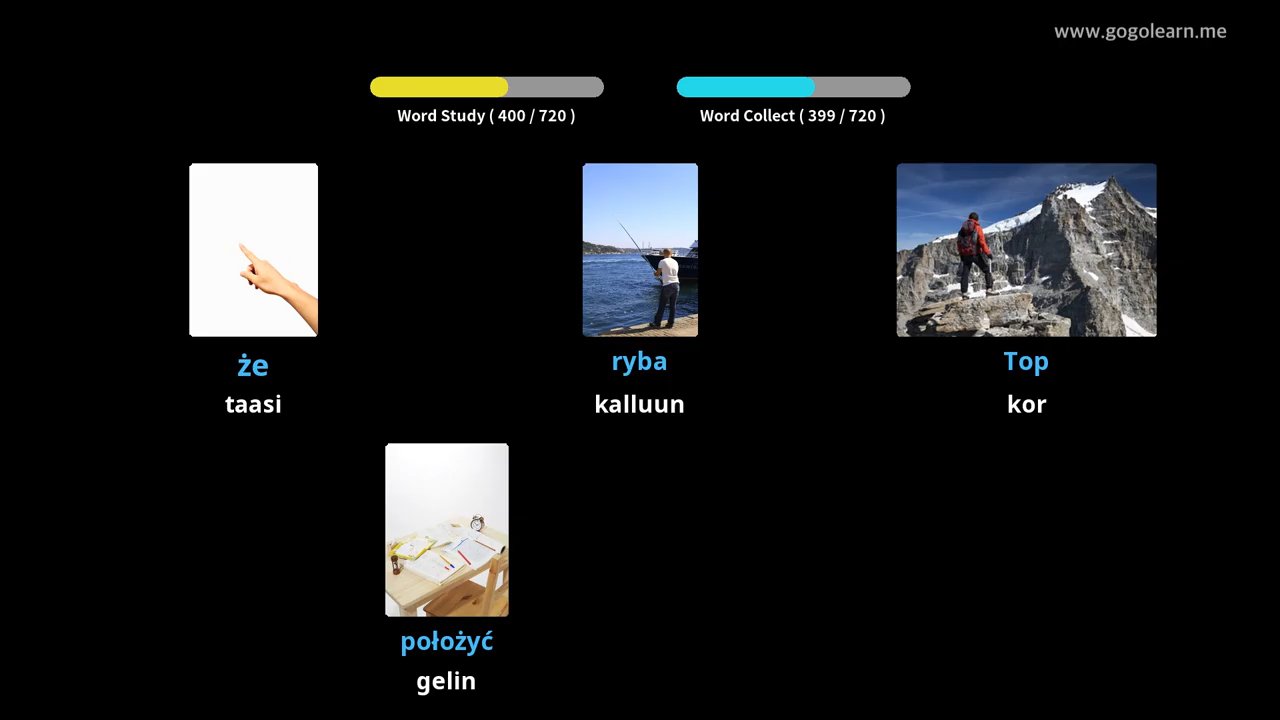 www.gogolearn.me
Word Study ( 400 / 720 )
Word Collect ( 399 / 720 )
że
taasi
ryba
kalluun
Top
kor
położyć
gelin